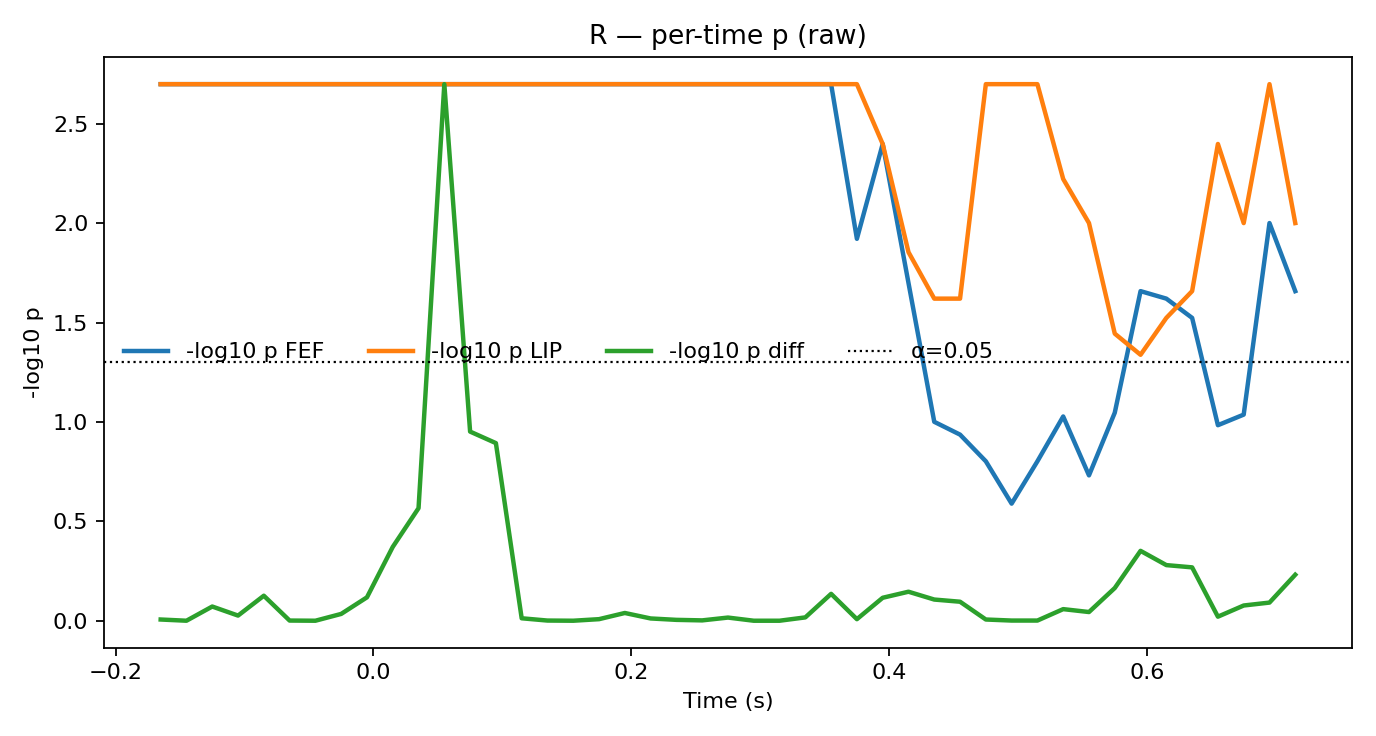 R — per-time p (raw)
-log10 p
2.5
2.0
1.5
1.0
0.5
0.0
-log10 p FEF -log10 p LIP -log10 p diff α=0.05
−0.2 0.0 0.2 0.4 0.6
Time (s)